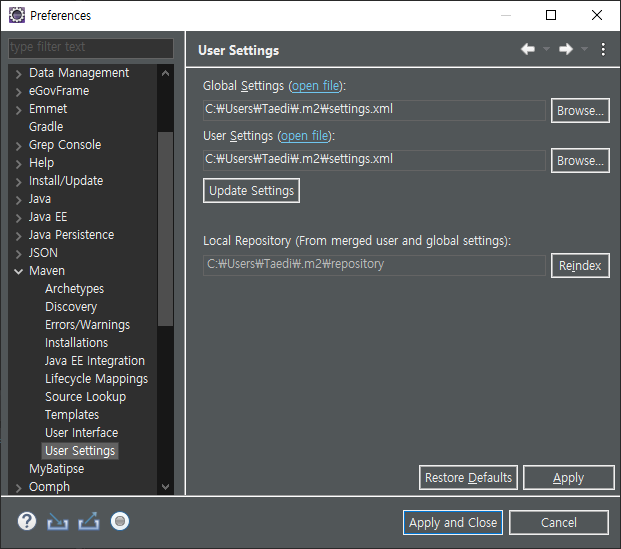 Preferences
type filter text
Data Management
eGovFrame
Emmet
Gradle
Grep Console
Help
Install/Update
Java
Java EE
Java Persistence
JSON
Maven
Archetypes
Discovery
Errors/Warnings
Installations
Java EE Integration
Lifecycle Mappings
Source Lookup
Templates
User Interface
User Settings
MyBatipse
Oomph
User Settings
Global Settings (open file):
C:₩Users₩Taedi₩.m2₩settings.xml
Browse...
User Settings (open file):
C:₩Users₩Taedi₩.m2₩settings.xml
Browse...
Update Settings
Local Repository (From merged user and global settings):
C:₩Users₩Taedi₩.m2₩repository
Reindex
Restore Defaults
Apply
Apply and Close
Cancel